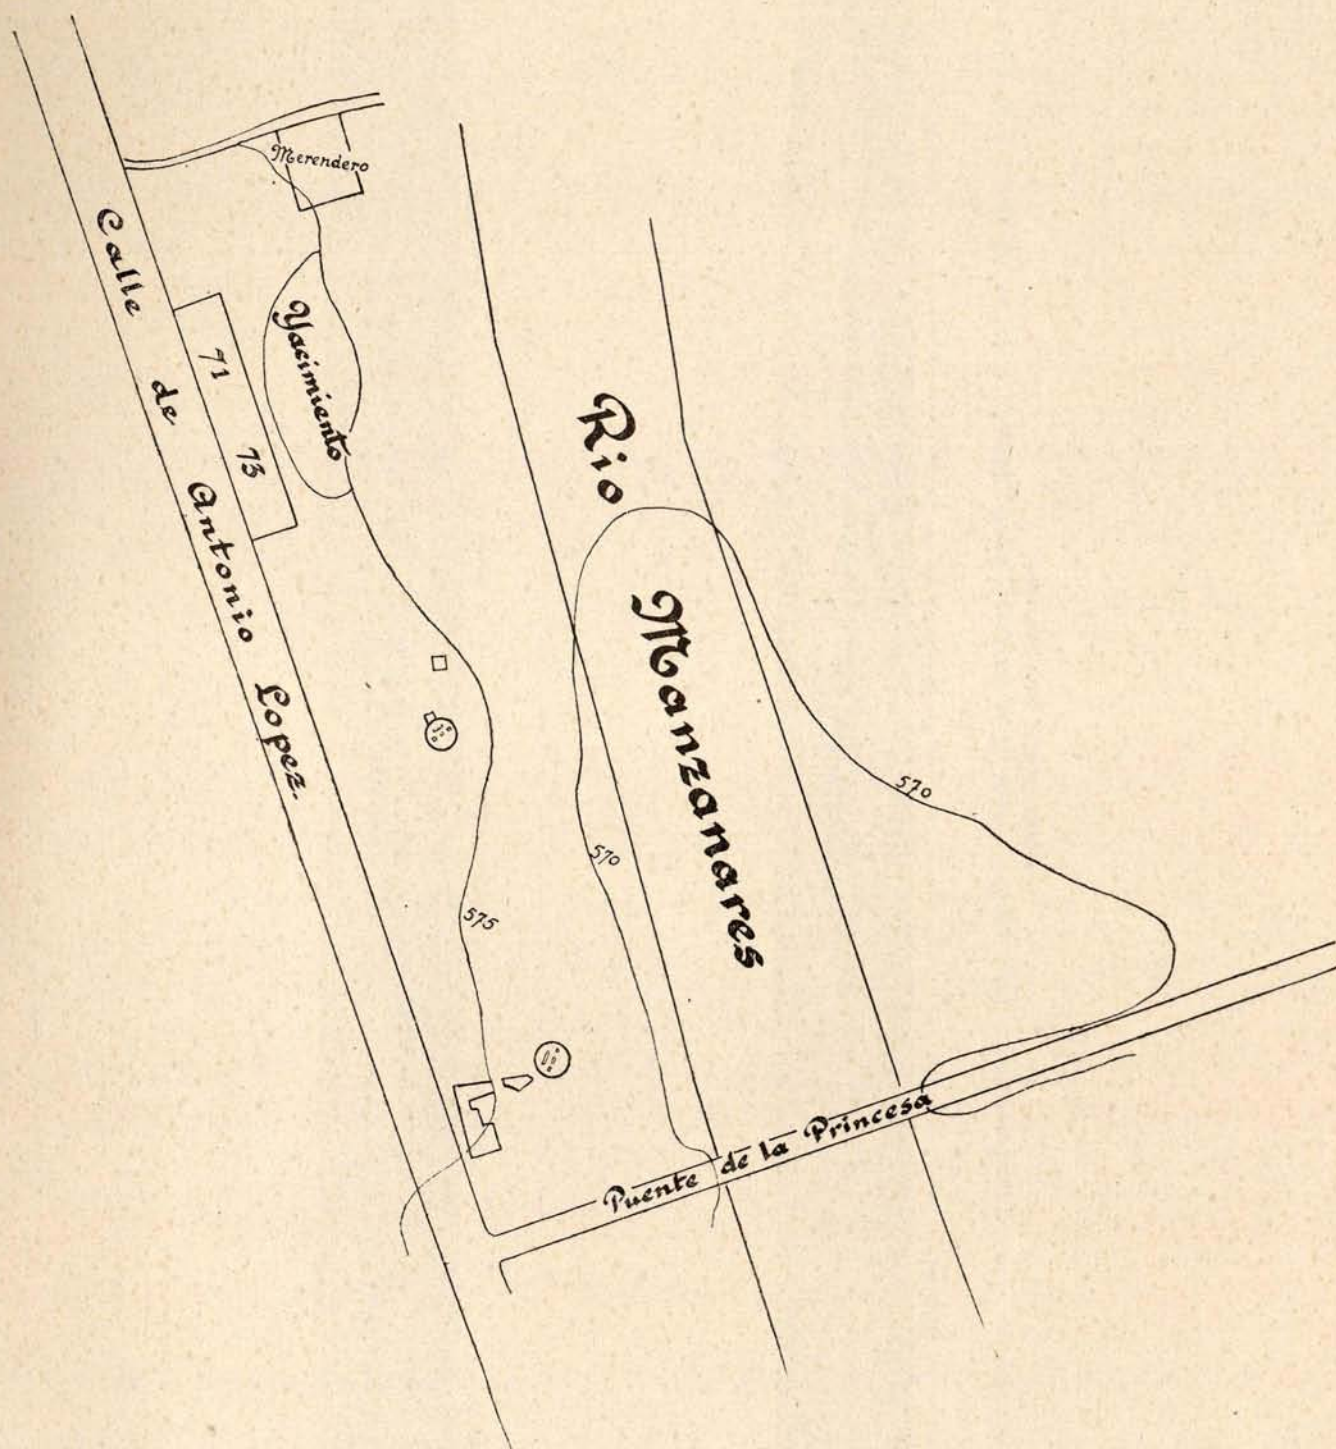 Merendero
Calle de Antonio Lopez.
71
73
Yacimiento
Rio Manzanares
570
570
575
Puente de la Princesa